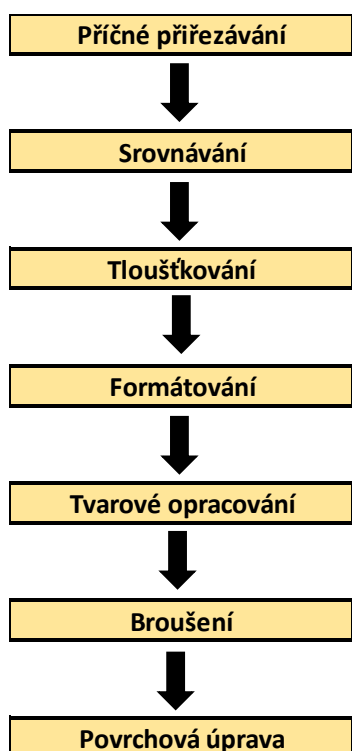 Příčné přiřezávání
Srovnávání
Tloušťkování
Formátování
Tvarové opracování
Broušení
Povrchová úprava